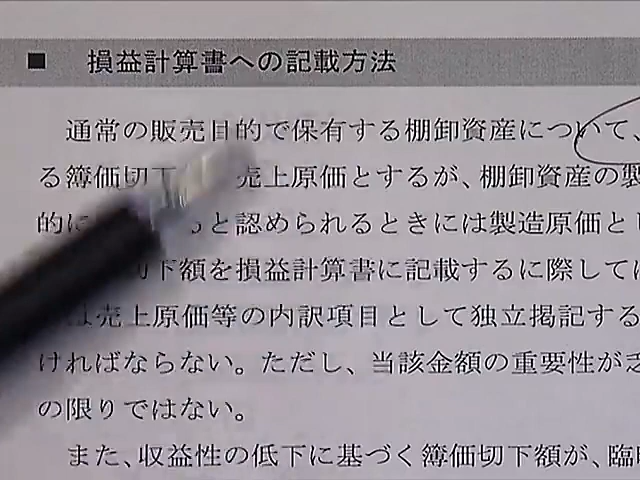 ■ 損益計算書への記載方法
通常の販売目的で保有する棚卸資産について、
る簿価切下 売上原価とするが、棚卸資産の製
的に ると認められるときには製造原価とし
切下額を損益計算書に記載するに際しては
は売上原価等の内訳項目として独立掲記する
ければならない。ただし、当該金額の重要性が乏
の限りではない。
また、収益性の低下に基づく簿価切下額が、臨時